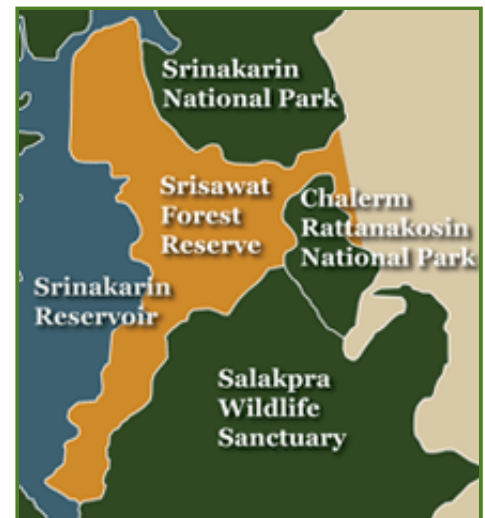 Srinakarin
National Park
Srisawat
Forest
Reserve
Chalerm
Rattanakosin
National Park
Srinakarin
Reservoir
Salakpra
Wildlife
Sanctuary